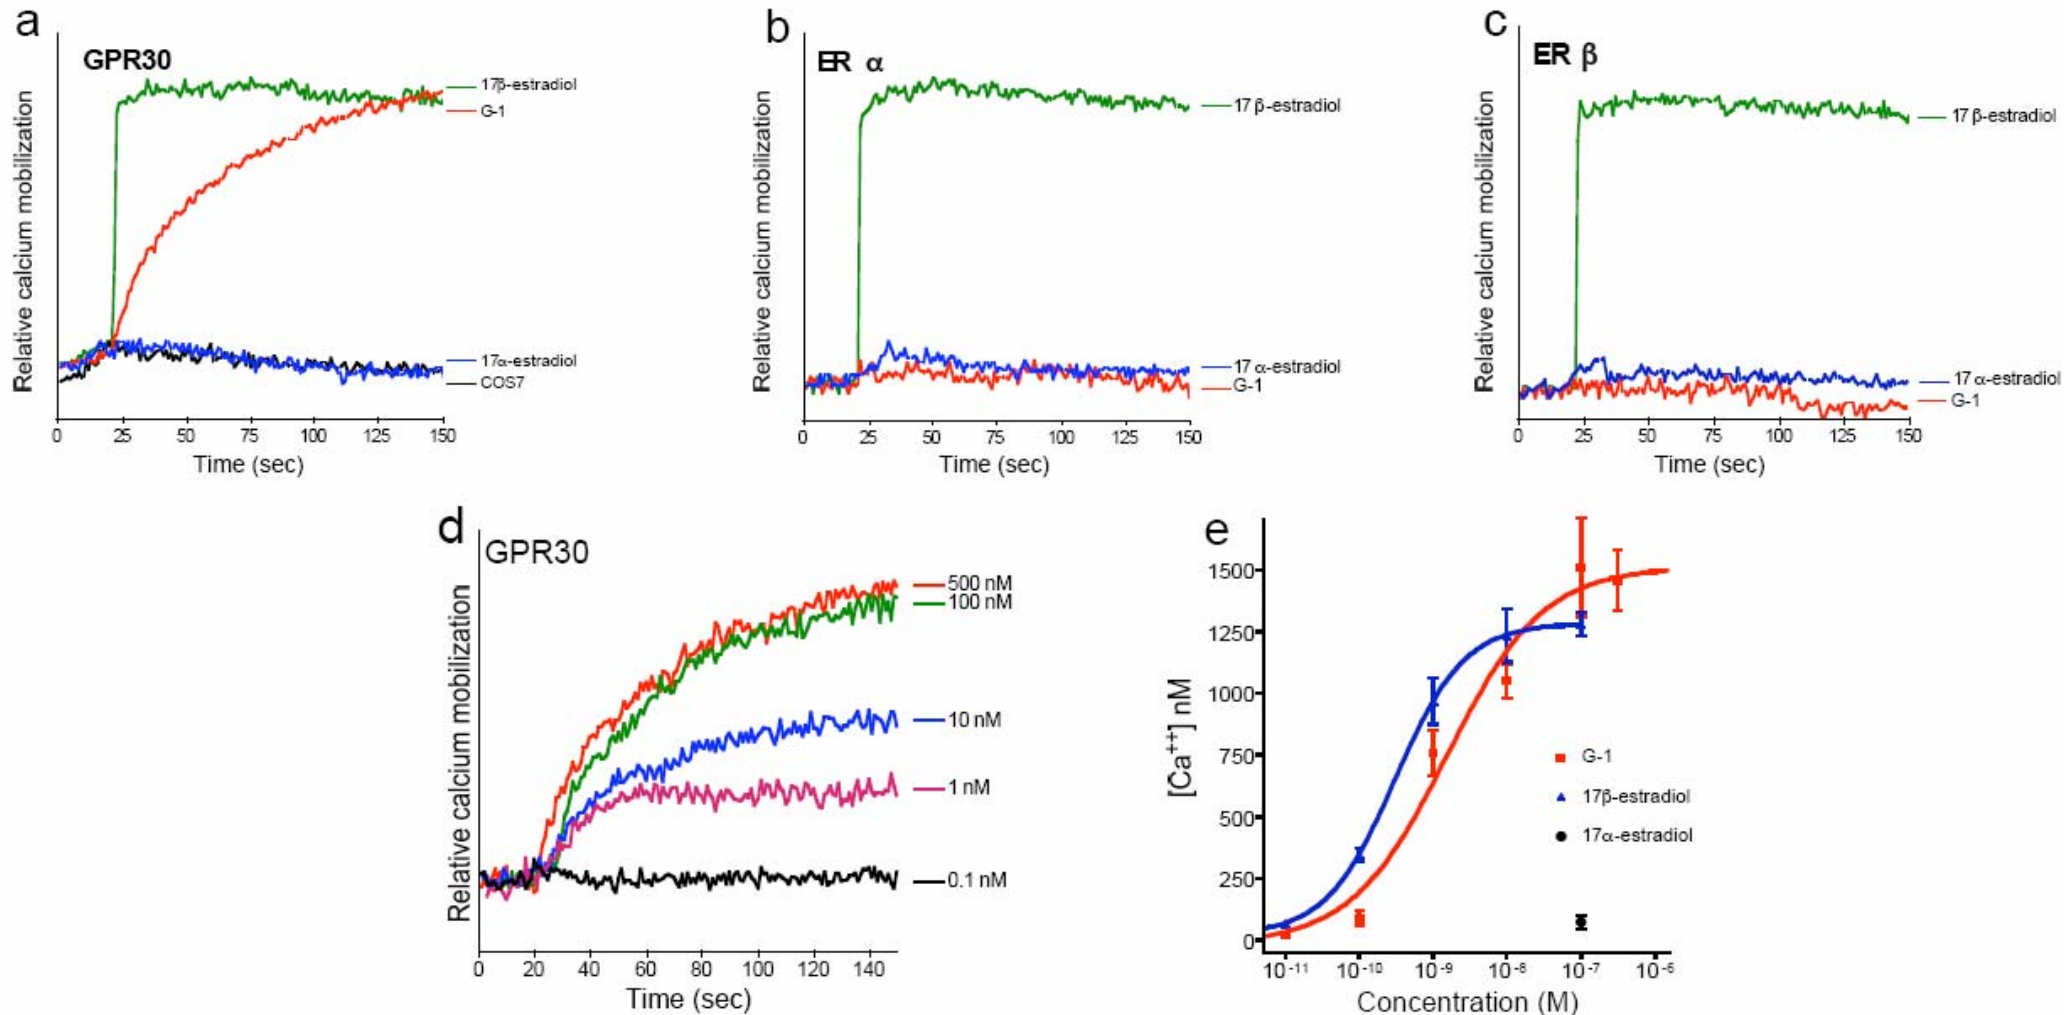 a
GPR30
Relative calcium mobilization
17β-estradiol
G-1
17α-estradiol
COS7
0 25 50 75 100 125 150
Time (sec)
b
ER α
Relative calcium mobilization
17 β-estradiol
17 α-estradiol
G-1
0 25 50 75 100 125 150
Time (sec)
c
ER β
Relative calcium mobilization
17 β-estradiol
17 α-estradiol
G-1
0 25 50 75 100 125 150
Time (sec)
d
GPR30
Relative calcium mobilization
500 nM
100 nM
10 nM
1 nM
0.1 nM
0 20 40 60 80 100 120 140
Time (sec)
e
[Ca⁺⁺] nM
1500
1250
1000
750
500
250
0
G-1
17β-estradiol
17α-estradiol
10⁻¹¹ 10⁻¹⁰ 10⁻⁹ 10⁻⁸ 10⁻⁷ 10⁻⁶
Concentration (M)